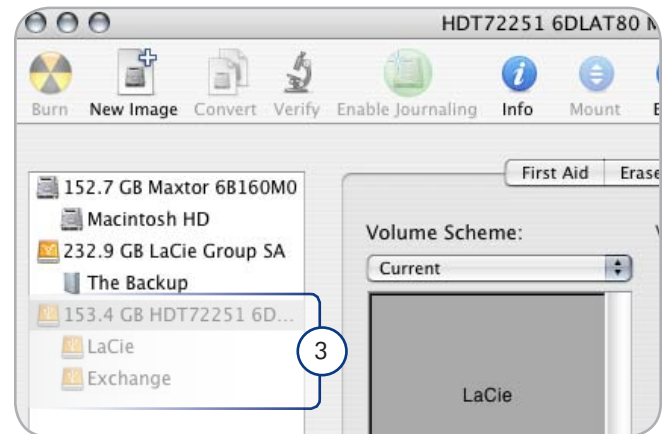 HDT72251 6DLAT80
Burn New Image Convert Verify Enable Journaling Info Mount
First Aid Erase
152.7 GB Maxtor 6B160M0
Macintosh HD
232.9 GB LaCie Group SA
The Backup
153.4 GB HDT72251 6D...
LaCie
Exchange
3
Volume Scheme:
Current
LaCie